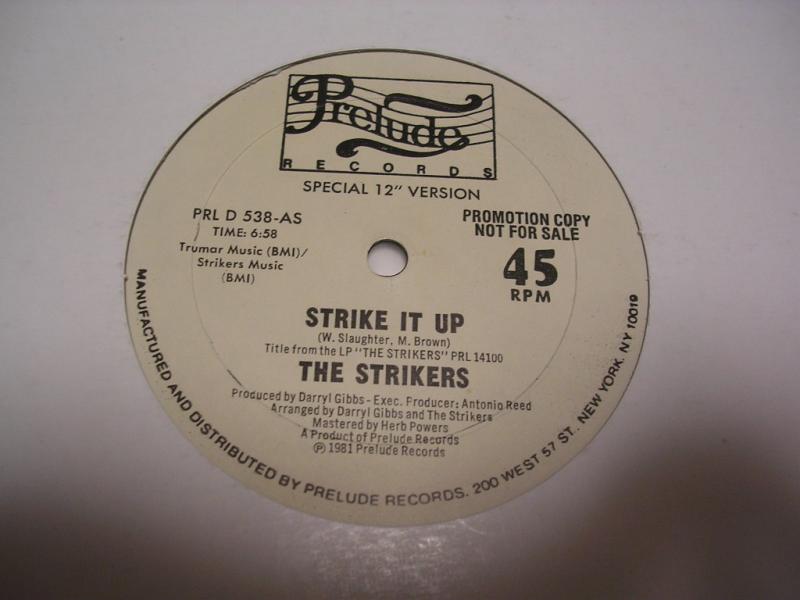 Prelude
RECORDS
SPECIAL 12" VERSION
PRL D 538-AS
TIME: 6:58
Trumar Music (BMI)/
Strikers Music
(BMI)
PROMOTION COPY
NOT FOR SALE
45
RPM
STRIKE IT UP
(W. Slaughter, M. Brown)
Title from the LP "THE STRIKERS" PRL 14100
THE STRIKERS
Produced by Darryl Gibbs - Exec. Producer: Antonio Reed
Arranged by Darryl Gibbs and The Strikers
Mastered by Herb Powers
A Product of Prelude Records
Ⓟ 1981 Prelude Records
MANUFACTURED AND DISTRIBUTED BY PRELUDE RECORDS. 200 WEST 57 ST. NEW YORK. NY 10019